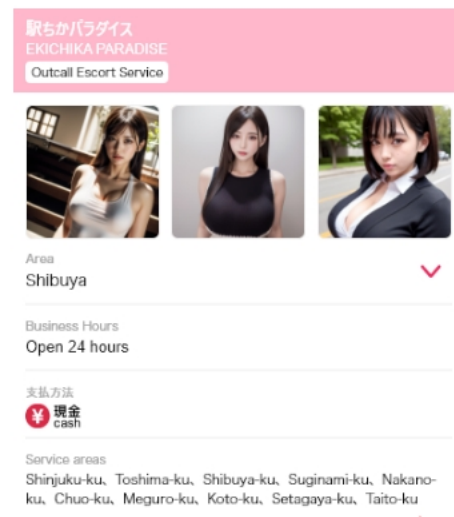 駅ちかパラダイス
EKICHIKA PARADISE
Outcall Escort Service
Area
Shibuya
Business Hours
Open 24 hours
支払方法
現金
cash
Service areas
Shinjuku-ku、Toshima-ku、Shibuya-ku、Suginami-ku、Nakano-
ku、Chuo-ku、Meguro-ku、Koto-ku、Setagaya-ku、Taito-ku